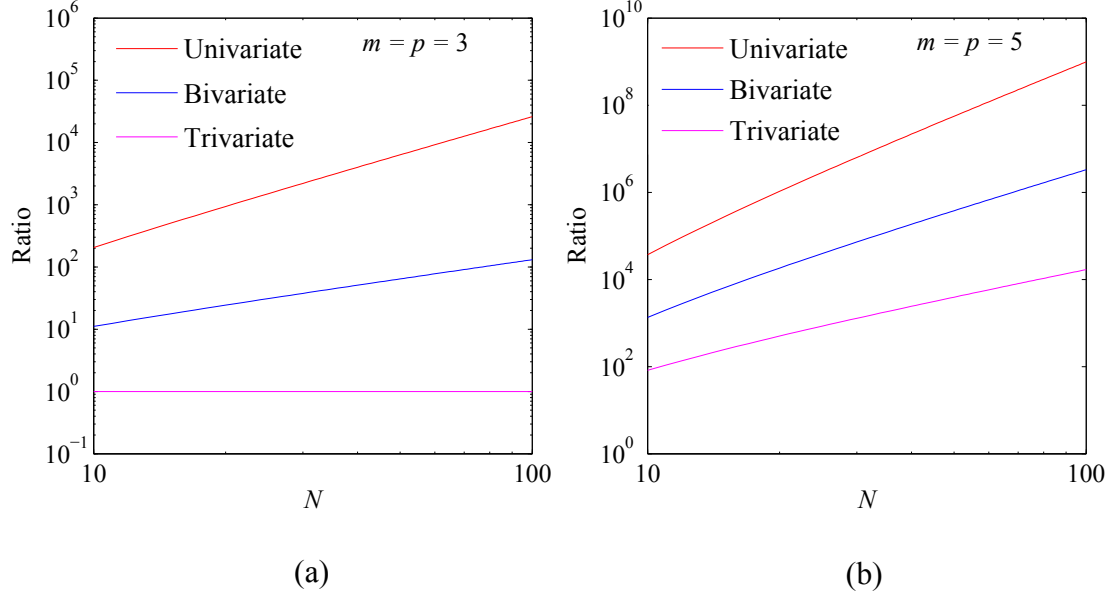 10^6
10^5
10^4
10^3
10^2
10^1
10^0
10^−1
Ratio
Univariate
Bivariate
Trivariate
m = p = 3
10
100
N
(a)
10^10
10^8
10^6
10^4
10^2
10^0
Ratio
Univariate
Bivariate
Trivariate
m = p = 5
10
100
N
(b)